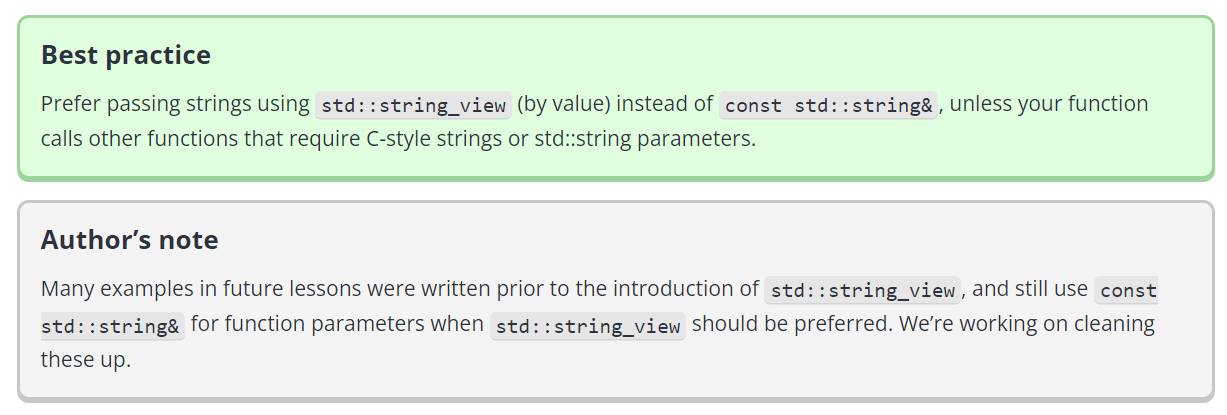 Best practice
Prefer passing strings using std::string_view (by value) instead of const std::string&, unless your function
calls other functions that require C-style strings or std::string parameters.
Author’s note
Many examples in future lessons were written prior to the introduction of std::string_view, and still use const
std::string& for function parameters when std::string_view should be preferred. We’re working on cleaning
these up.